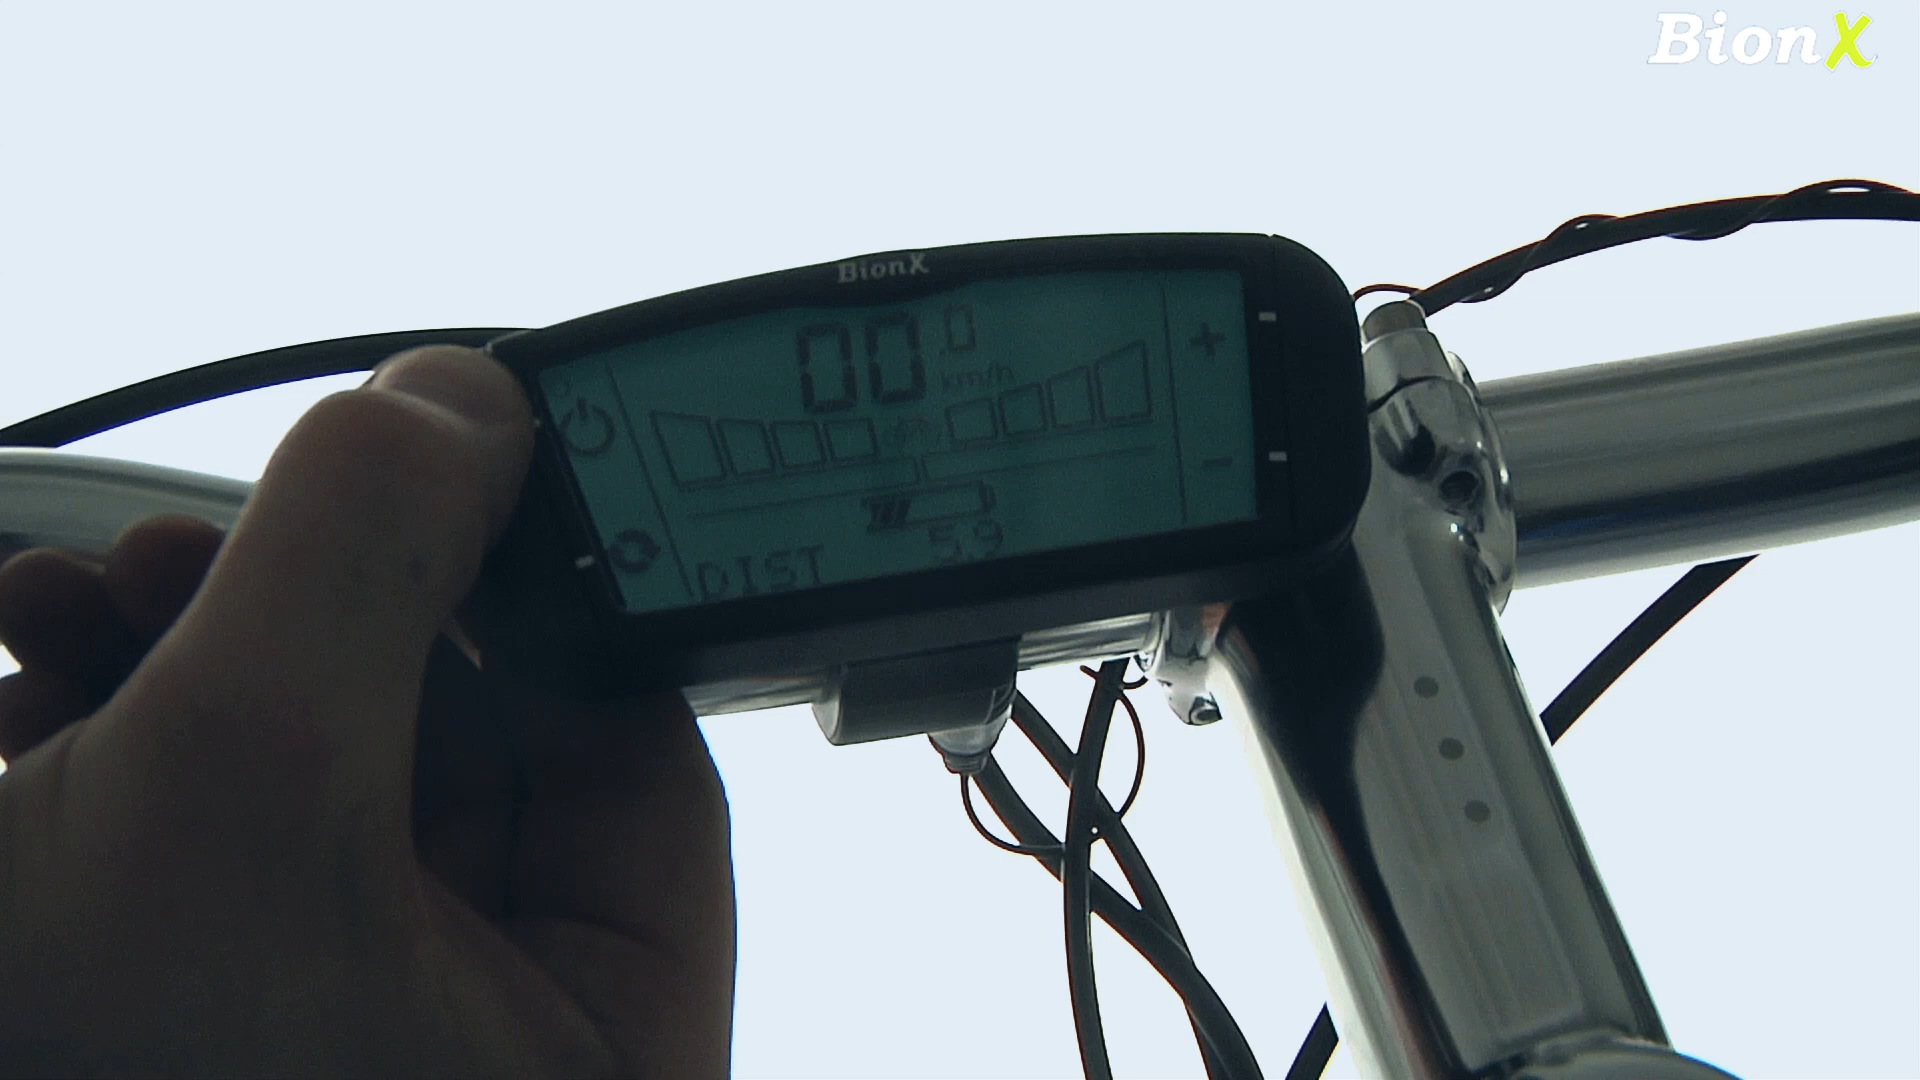 BionX
BionX
00.0
km/h
+
-
DIST 5.9